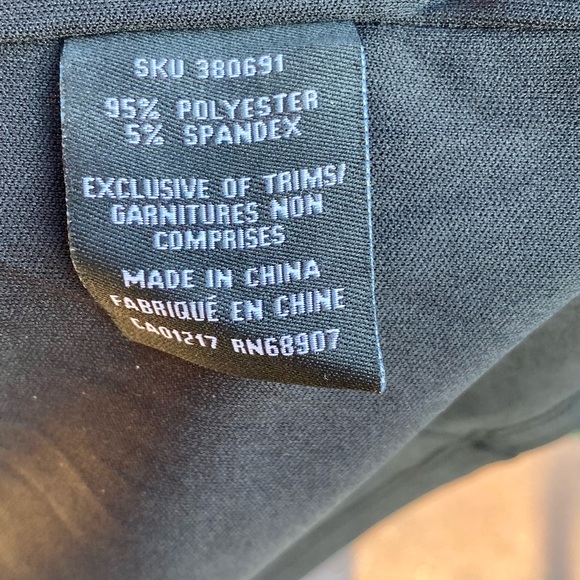 SKU 380691
95% POLYESTER
5% SPANDEX
EXCLUSIVE OF TRIMS/
GARNITURES NON
COMPRISES
MADE IN CHINA
FABRIQUÉ EN CHINE
CA01217 RN68907